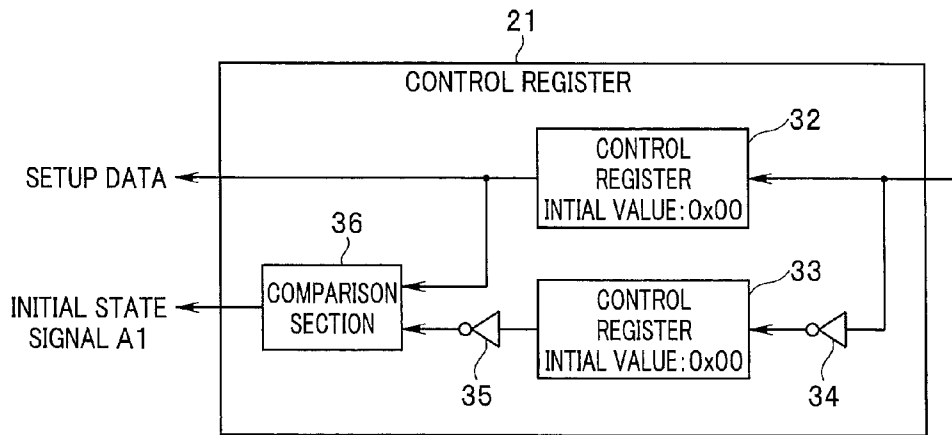 21
CONTROL REGISTER
32
CONTROL
REGISTER
INTIAL VALUE:0x00
SETUP DATA
36
COMPARISON
SECTION
33
CONTROL
REGISTER
INTIAL VALUE:0x00
INITIAL STATE
SIGNAL A1
35
34